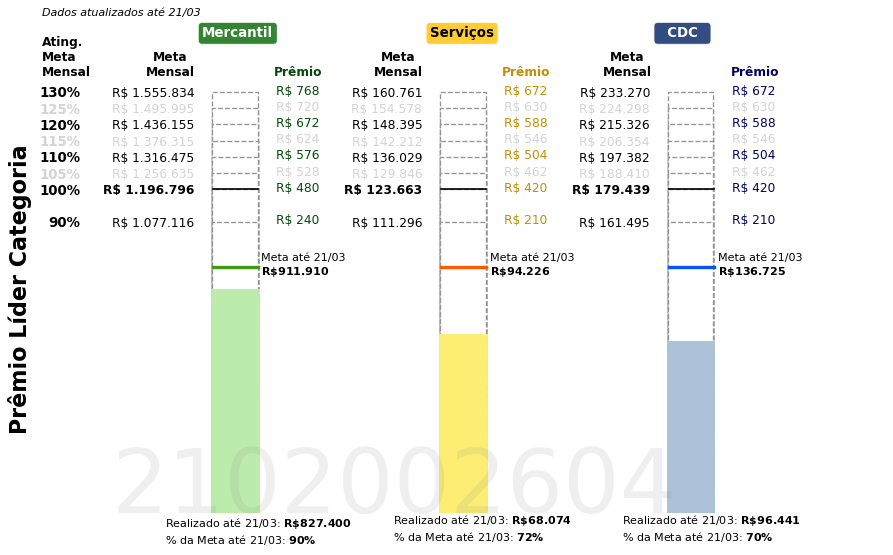 Dados atualizados até 21/03
Mercantil Serviços CDC
Ating.
Meta Meta Meta Meta
Mensal Mensal Prêmio Mensal Prêmio Mensal Prêmio
130% R$ 1.555.834 R$ 768 R$ 160.761 R$ 672 R$ 233.270 R$ 672
125% R$ 1.495.995 R$ 720 R$ 154.578 R$ 630 R$ 224.298 R$ 630
120% R$ 1.436.155 R$ 672 R$ 148.395 R$ 588 R$ 215.326 R$ 588
115% R$ 1.376.315 R$ 624 R$ 142.212 R$ 546 R$ 206.354 R$ 546
110% R$ 1.316.475 R$ 576 R$ 136.029 R$ 504 R$ 197.382 R$ 504
105% R$ 1.256.635 R$ 528 R$ 129.846 R$ 462 R$ 188.410 R$ 462
100% R$ 1.196.796 R$ 480 R$ 123.663 R$ 420 R$ 179.439 R$ 420
90% R$ 1.077.116 R$ 240 R$ 111.296 R$ 210 R$ 161.495 R$ 210
Meta até 21/03 Meta até 21/03 Meta até 21/03
R$911.910 R$94.226 R$136.725
Prêmio Líder Categoria
2102002604
Realizado até 21/03: R$827.400 Realizado até 21/03: R$68.074 Realizado até 21/03: R$96.441
% da Meta até 21/03: 90% % da Meta até 21/03: 72% % da Meta até 21/03: 70%